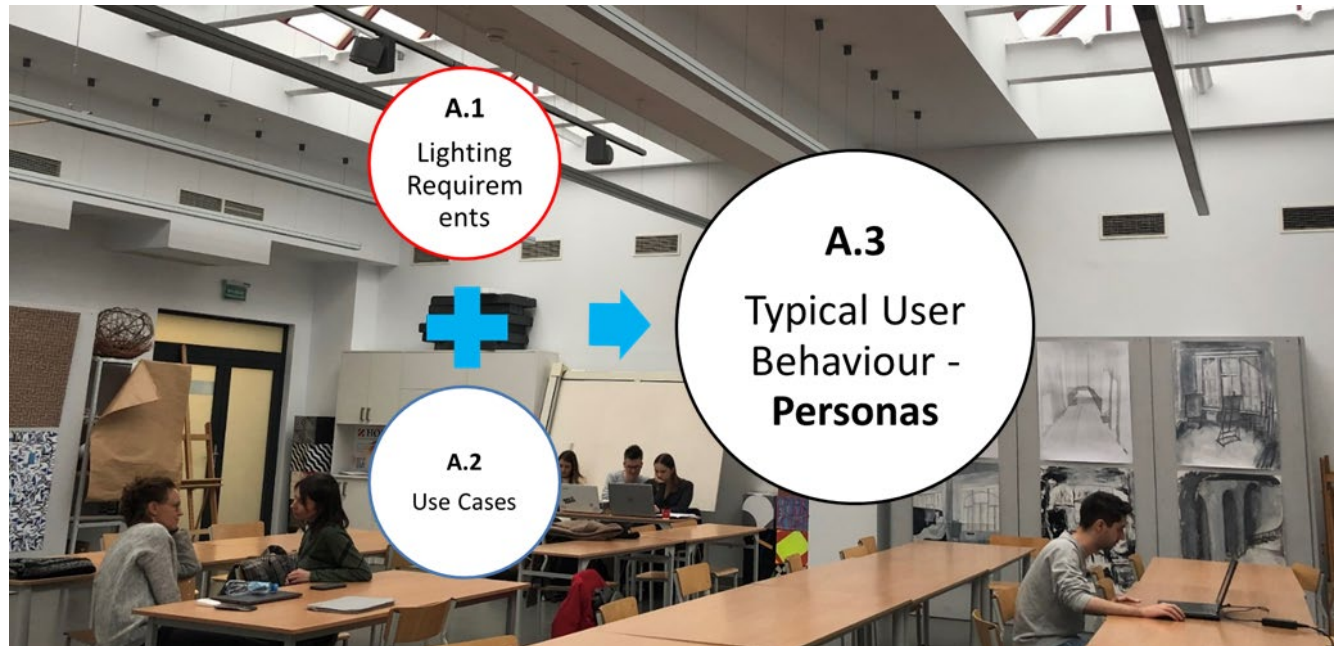 A.1
Lighting
Requirem
ents
A.3
Typical User
Behaviour -
Personas
A.2
Use Cases